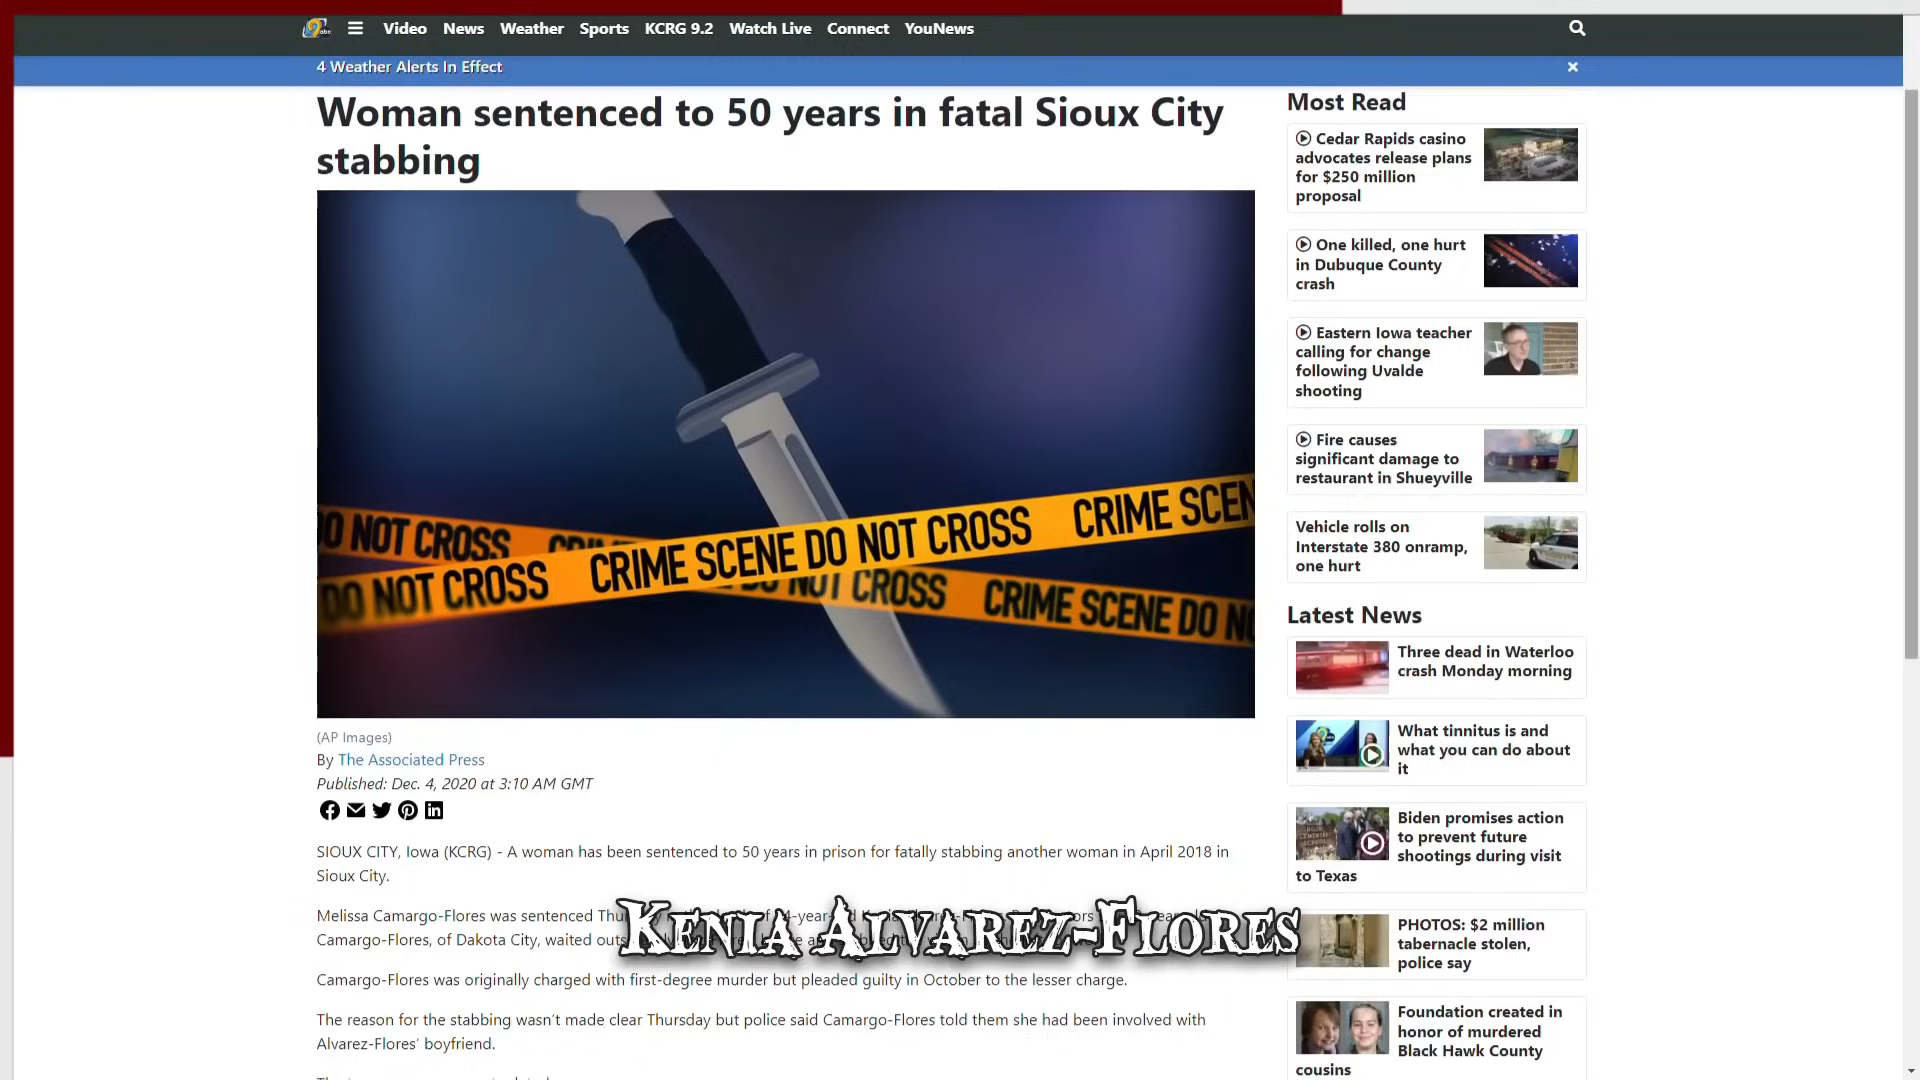 Video News Weather Sports KCRG 9.2 Watch Live Connect YouNews
4 Weather Alerts In Effect
Woman sentenced to 50 years in fatal Sioux City
stabbing
DO NOT CROSS CRIME SCENE DO NOT CROSS CRIME SCEN
DO NOT CROSS DO NOT CROSS CRIME SCENE DO NO
(AP Images)
By The Associated Press
Published: Dec. 4, 2020 at 3:10 AM GMT
SIOUX CITY, Iowa (KCRG) - A woman has been sentenced to 50 years in prison for fatally stabbing another woman in April 2018 in
Sioux City.
Melissa Camargo-Flores was sentenced
Camargo-Flores, of Dakota City, waited
Kenia Alvarez-Flores
Camargo-Flores was originally charged with first-degree murder but pleaded guilty in October to the lesser charge.
The reason for the stabbing wasn't made clear Thursday but police said Camargo-Flores told them she had been involved with
Alvarez-Flores' boyfriend.
Most Read
Cedar Rapids casino
advocates release plans
for $250 million
proposal
One killed, one hurt
in Dubuque County
crash
Eastern Iowa teacher
calling for change
following Uvalde
shooting
Fire causes
significant damage to
restaurant in Shueyville
Vehicle rolls on
Interstate 380 onramp,
one hurt
Latest News
Three dead in Waterloo
crash Monday morning
What tinnitus is and
what you can do about
it
Biden promises action
to prevent future
shootings during visit
to Texas
PHOTOS: $2 million
tabernacle stolen,
police say
Foundation created in
honor of murdered
Black Hawk County
cousins